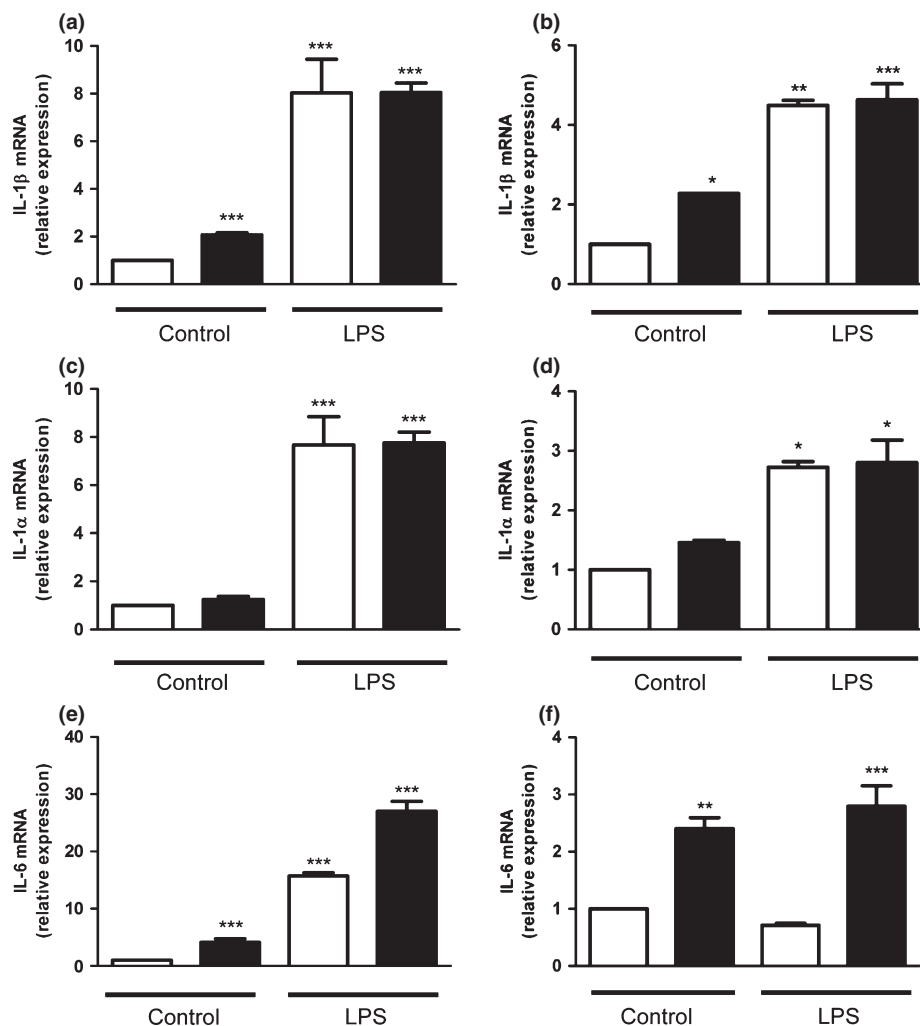 (a)
IL-1β mRNA
(relative expression)
10
8
6
4
2
0
***
***
***
Control
LPS
(b)
IL-1β mRNA
(relative expression)
6
4
2
0
*
**
***
Control
LPS
(c)
IL-1α mRNA
(relative expression)
10
8
6
4
2
0
***
***
Control
LPS
(d)
IL-1α mRNA
(relative expression)
4
3
2
1
0
*
*
Control
LPS
(e)
IL-6 mRNA
(relative expression)
40
30
20
10
0
***
***
***
Control
LPS
(f)
IL-6 mRNA
(relative expression)
4
3
2
1
0
**
***
Control
LPS